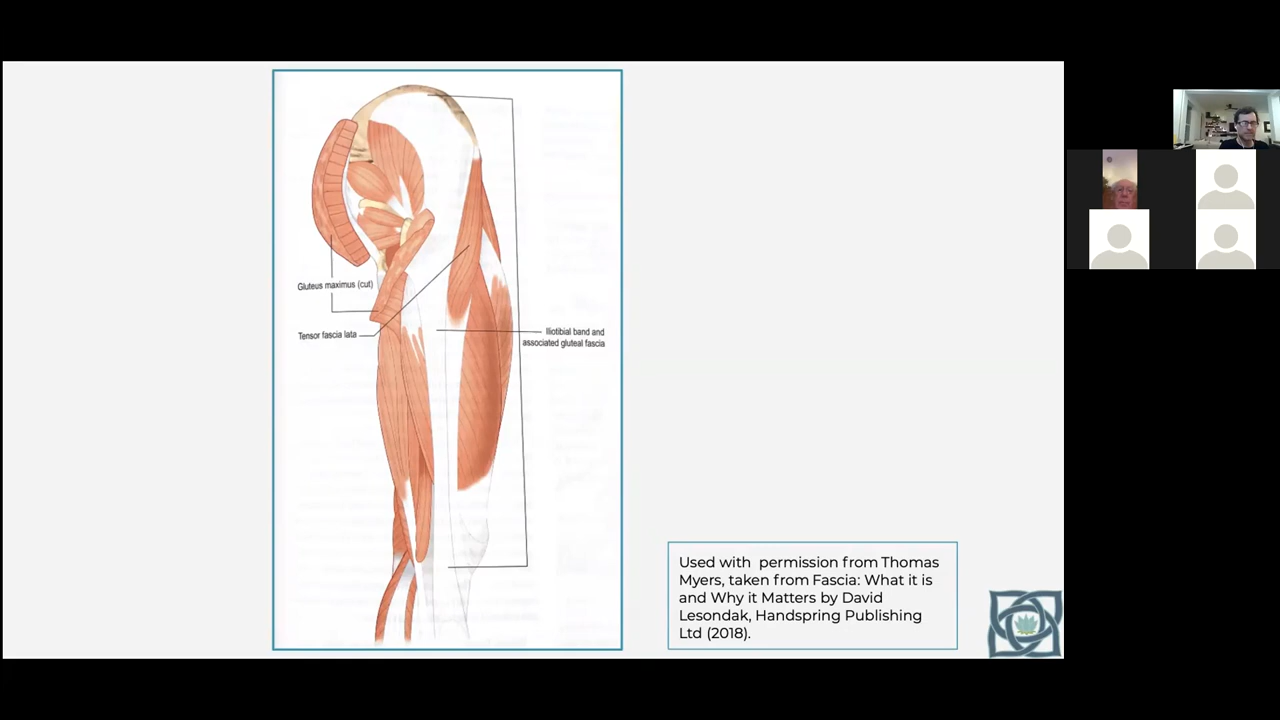 Gluteus maximus (cut)
Tensor fascia lata
Iliotibial band and
associated gluteal fascia
Used with permission from Thomas
Myers, taken from Fascia: What it is
and Why it Matters by David
Lesondak, Handspring Publishing
Ltd (2018).